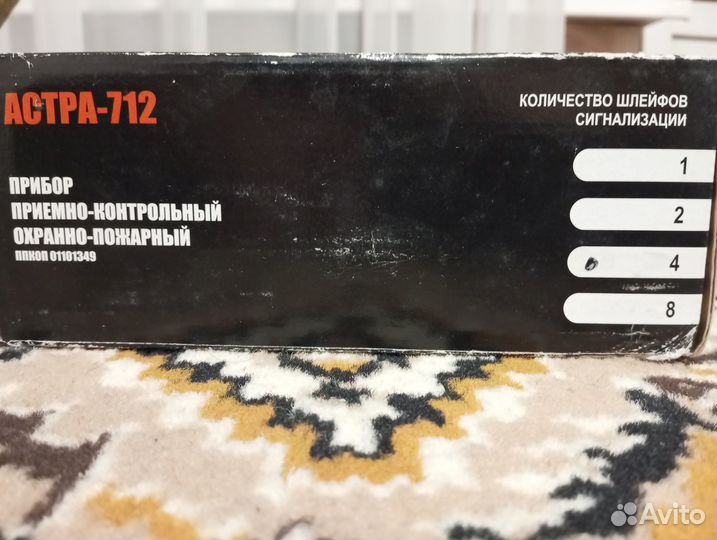 АСТРА-712
ПРИБОР
ПРИЕМНО-КОНТРОЛЬНЫЙ
ОХРАННО-ПОЖАРНЫЙ
ППКОП 01101349
КОЛИЧЕСТВО ШЛЕЙФОВ
СИГНАЛИЗАЦИИ
1
2
4
8
Avito